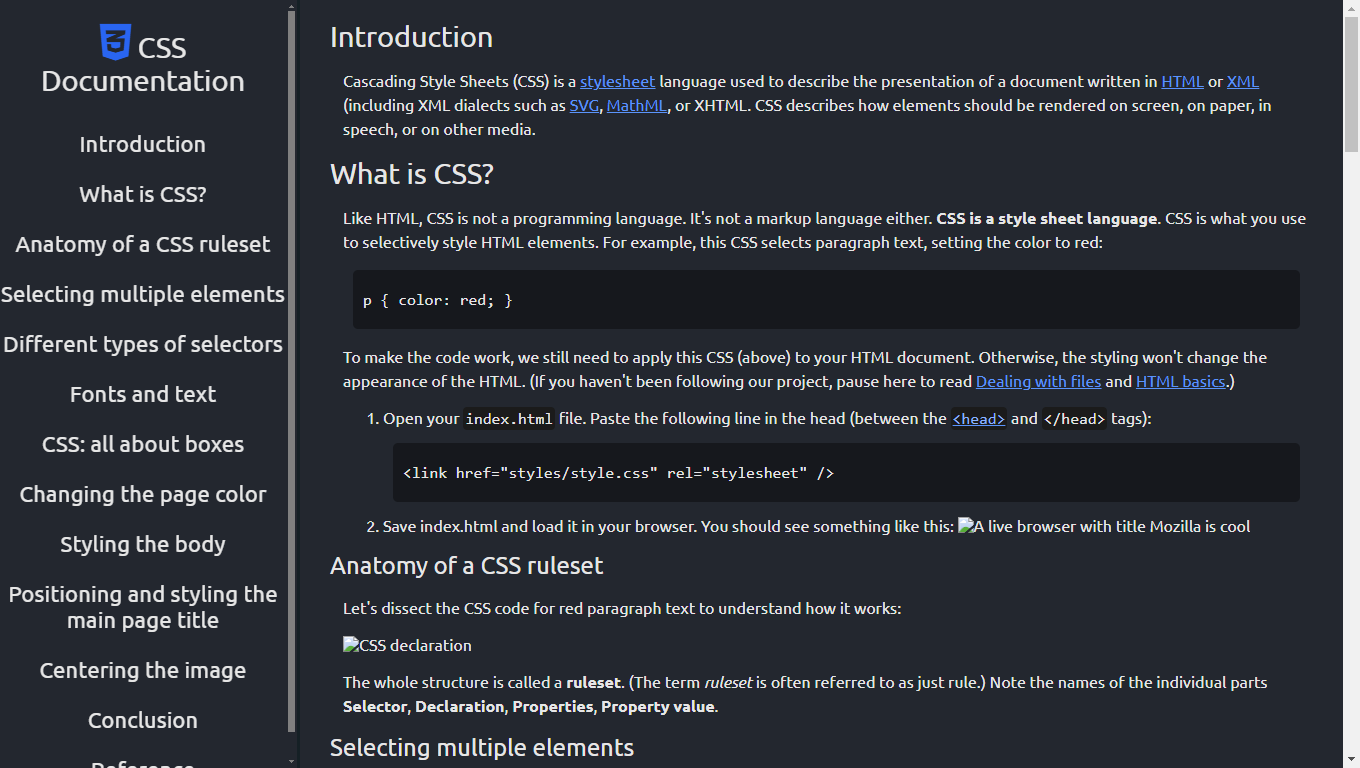 CSS
Documentation
Introduction
What is CSS?
Anatomy of a CSS ruleset
Selecting multiple elements
Different types of selectors
Fonts and text
CSS: all about boxes
Changing the page color
Styling the body
Positioning and styling the
main page title
Centering the image
Conclusion
Reference
Introduction
Cascading Style Sheets (CSS) is a stylesheet language used to describe the presentation of a document written in HTML or XML
(including XML dialects such as SVG, MathML, or XHTML. CSS describes how elements should be rendered on screen, on paper, in
speech, or on other media.
What is CSS?
Like HTML, CSS is not a programming language. It's not a markup language either. CSS is a style sheet language. CSS is what you use
to selectively style HTML elements. For example, this CSS selects paragraph text, setting the color to red:
p { color: red; }
To make the code work, we still need to apply this CSS (above) to your HTML document. Otherwise, the styling won't change the
appearance of the HTML. (If you haven't been following our project, pause here to read Dealing with files and HTML basics.)
1. Open your index.html file. Paste the following line in the head (between the <head> and </head> tags):
<link href="styles/style.css" rel="stylesheet" />
2. Save index.html and load it in your browser. You should see something like this: A live browser with title Mozilla is cool
Anatomy of a CSS ruleset
Let's dissect the CSS code for red paragraph text to understand how it works:
CSS declaration
The whole structure is called a ruleset. (The term ruleset is often referred to as just rule.) Note the names of the individual parts
Selector, Declaration, Properties, Property value.
Selecting multiple elements